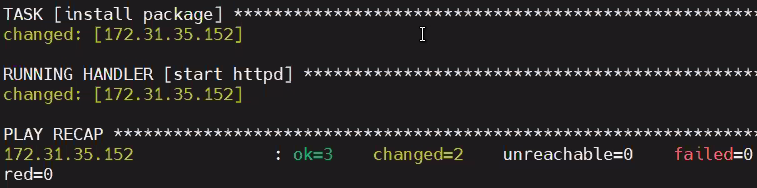 TASK [install package] ****************************************************
changed: [172.31.35.152]
RUNNING HANDLER [start httpd] *********************************************
changed: [172.31.35.152]
PLAY RECAP ****************************************************************
172.31.35.152 : ok=3 changed=2 unreachable=0 failed=0
red=0